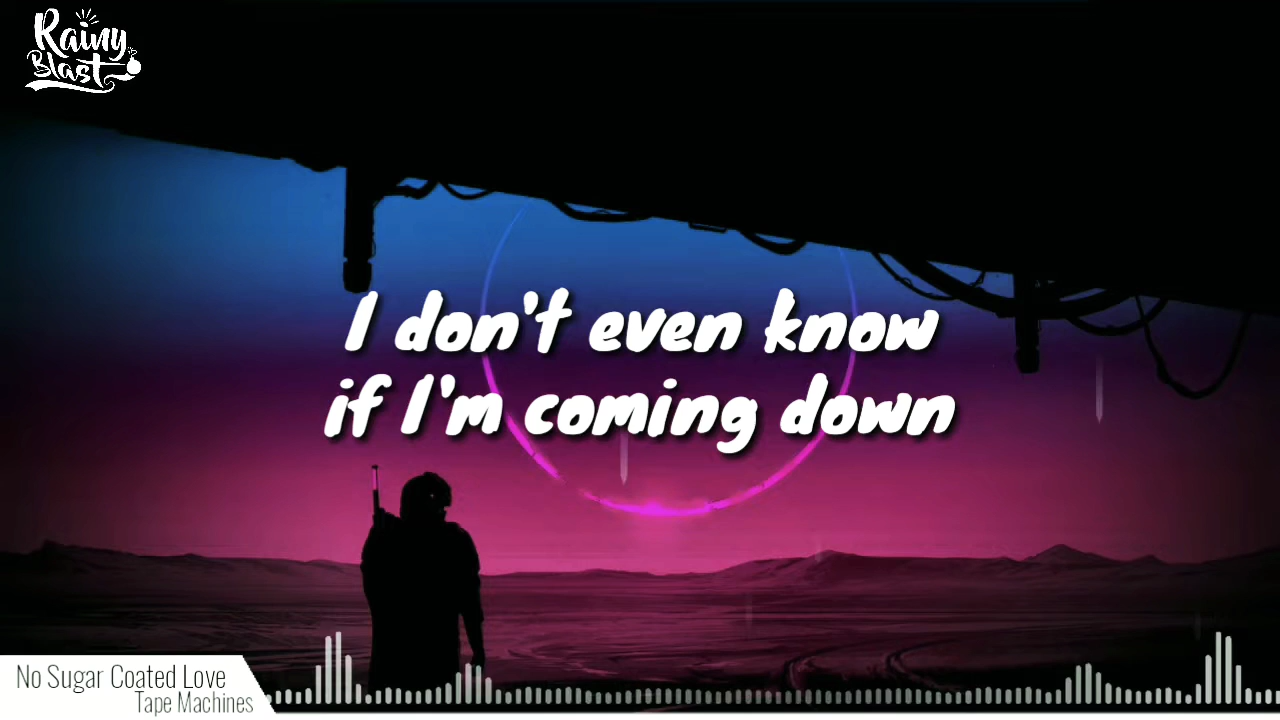 Rainy
Blast
I don't even know
if I'm coming down
No Sugar Coated Love
Tape Machines